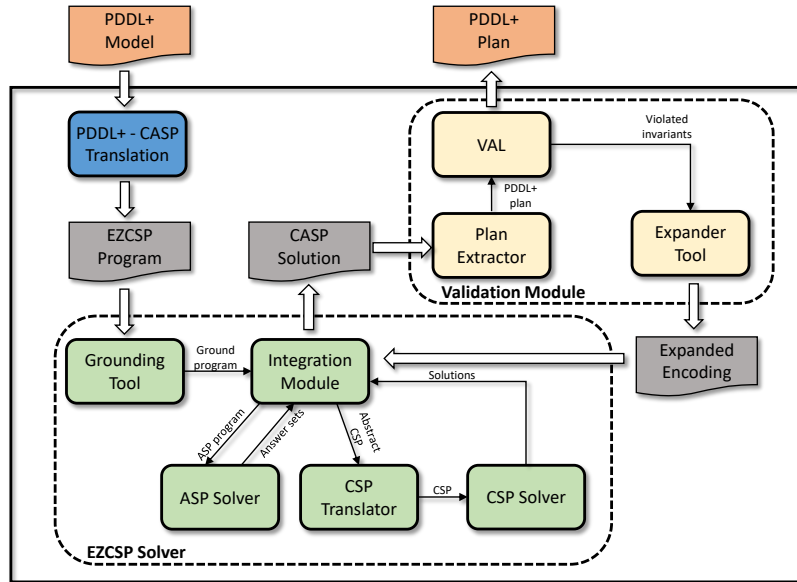 PDDL+
Model
PDDL+
Plan
PDDL+ - CASP
Translation
VAL
Violated
invariants
PDDL+
plan
EZCSP
Program
CASP
Solution
Plan
Extractor
Expander
Tool
Validation Module
Grounding
Tool
Ground
program
Integration
Module
Expanded
Encoding
Solutions
ASP program
Answer sets
Abstract
CSP
ASP Solver
CSP
Translator
CSP
CSP Solver
EZCSP Solver